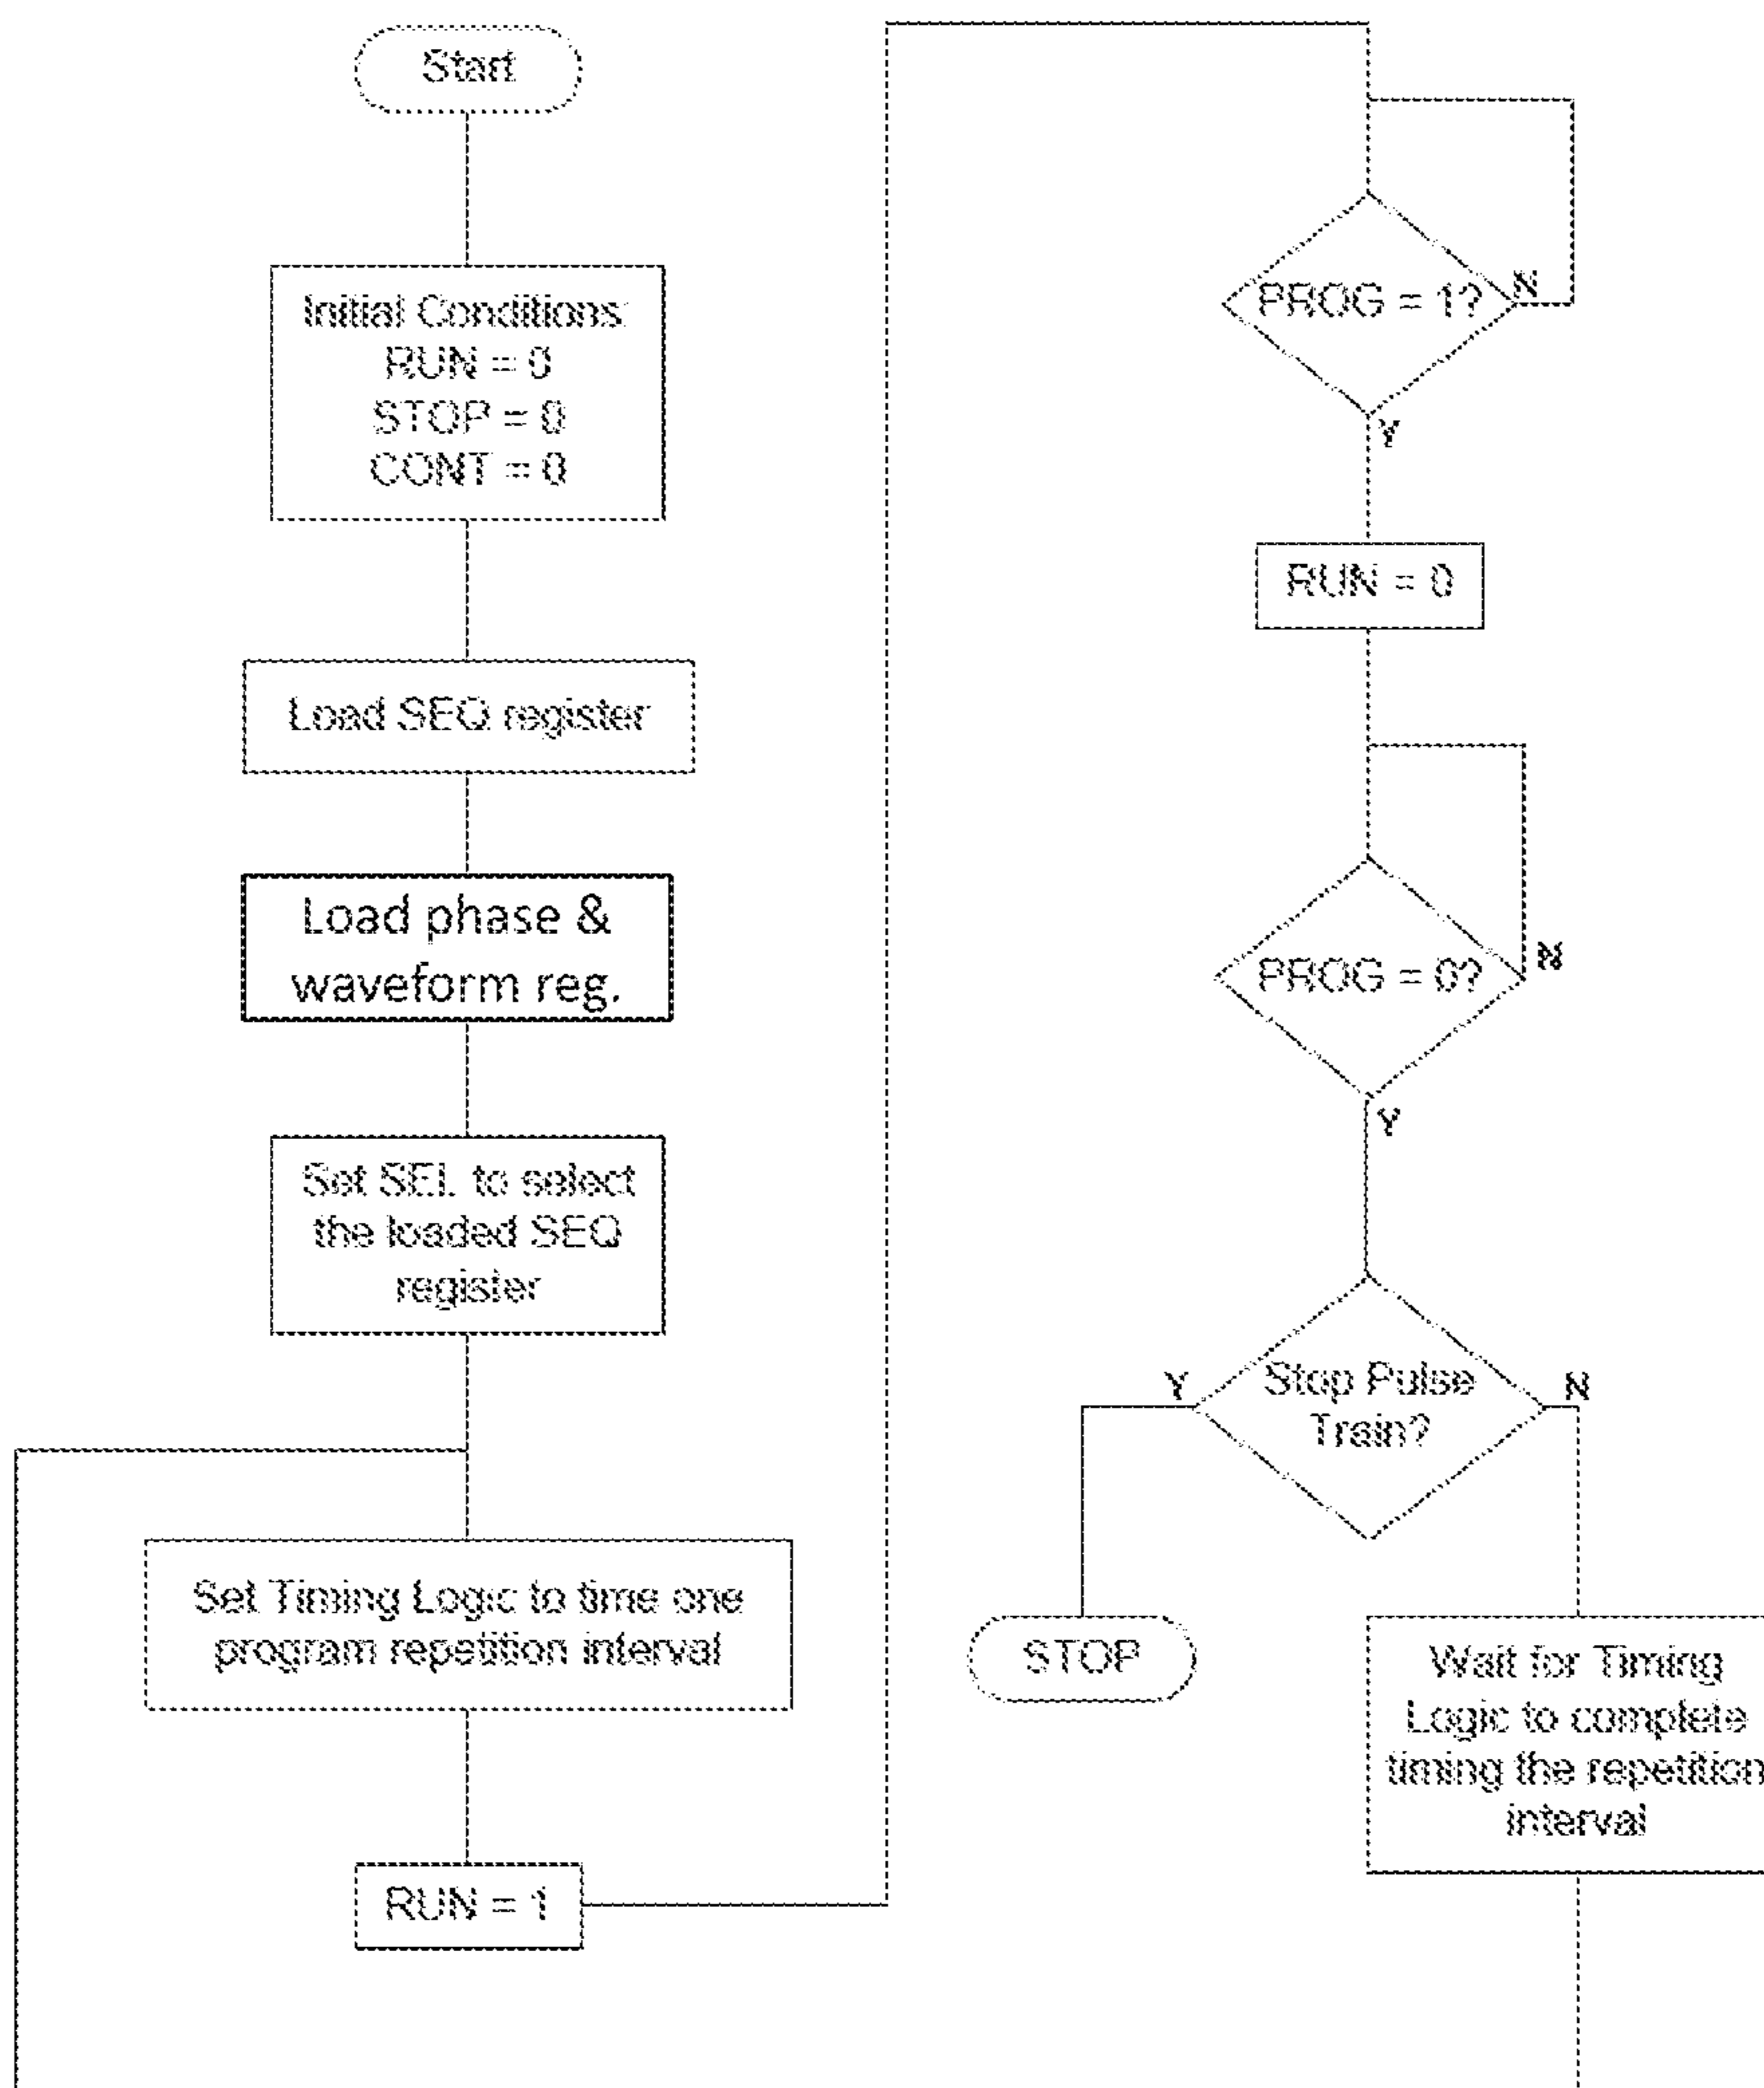 Start
Initial Conditions:
RUN = 0
STOP = 0
CONT = 0
Load SEQ register
Load phase &
waveform reg.
Set SEL to select
the loaded SEQ
register
Set Timing Logic to time one
program repetition interval
RUN = 1
PROG = 1?
N
Y
RUN = 0
PROG = 0?
N
Y
Stop Pulse
Train?
Y
N
STOP
Wait for Timing
Logic to complete
timing the repetition
interval